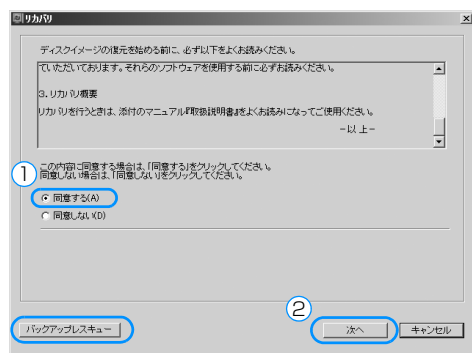 リカバリ
ディスクイメージの復元を始める前に、必ず以下をよくお読みください。
ていただいております。それらのソフトウェアを使用する前に必ずお読みください。
3. リカバリ概要
リカバリを行うときは、添付のマニュアル『取扱説明書』をよくお読みになってご使用ください。
－以 上－
この内容に同意する場合は、「同意する」をクリックしてください。
同意しない場合は、「同意しない」をクリックしてください。
①
同意する(A)
同意しない(D)
②
バックアップレスキュー
次へ
キャンセル